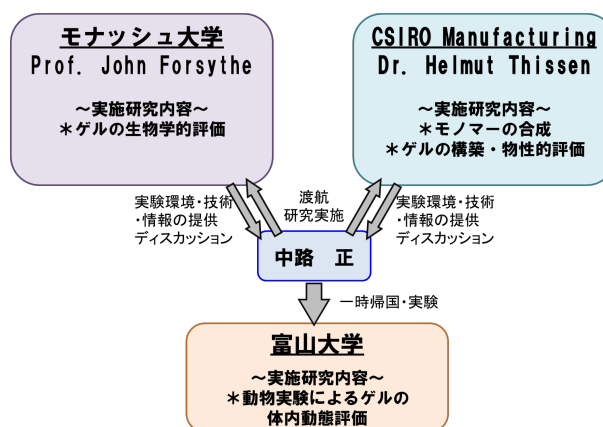 モナッシュ大学
Prof. John Forsythe
～実施研究内容～
＊ゲルの生物学的評価
CSIRO Manufacturing
Dr. Helmut Thissen
～実施研究内容～
＊モノマーの合成
＊ゲルの構築・物性的評価
実験環境・技術
・情報の提供
ディスカッション
渡航
研究実施
実験環境・技術
・情報の提供
ディスカッション
中路　正
一時帰国・実験
富山大学
～実施研究内容～
＊動物実験によるゲルの
体内動態評価